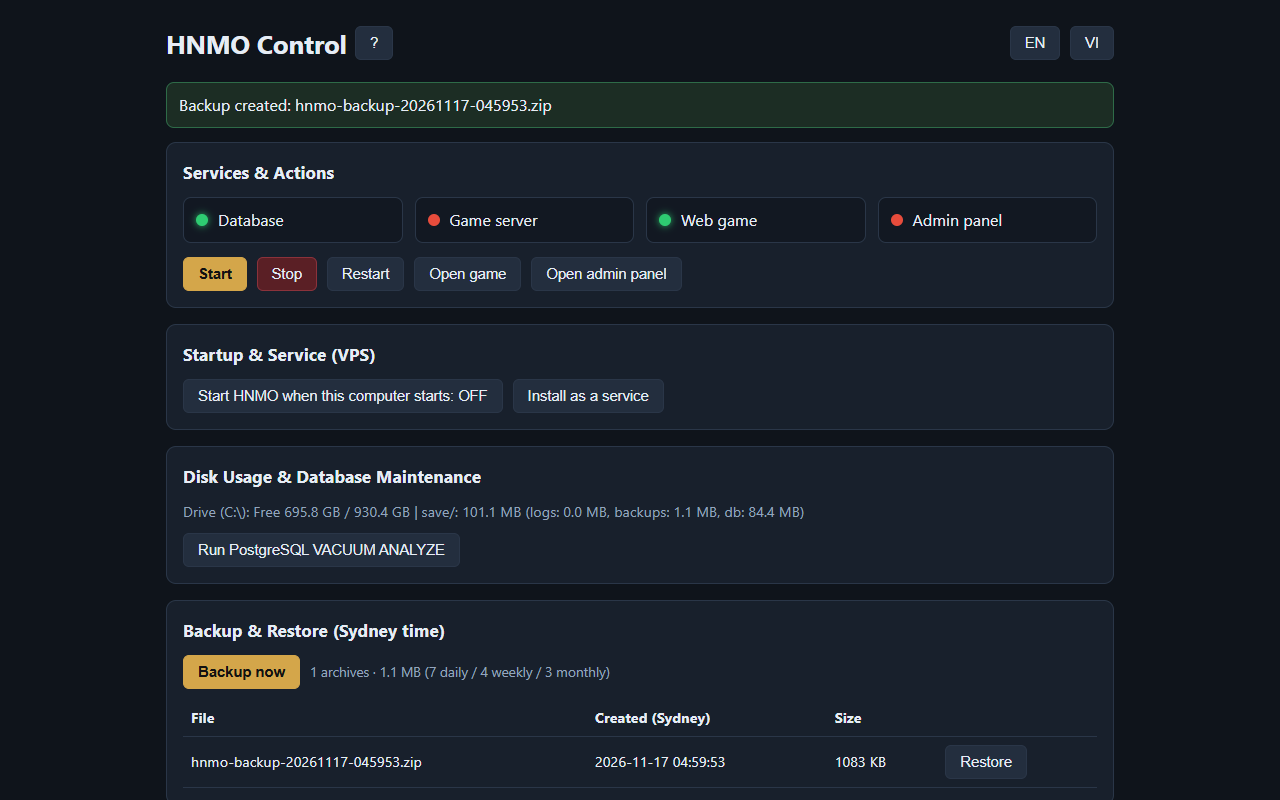 HNMO Control ? EN VI
Backup created: hnmo-backup-20261117-045953.zip
Services & Actions
Database Game server Web game Admin panel
Start Stop Restart Open game Open admin panel
Startup & Service (VPS)
Start HNMO when this computer starts: OFF Install as a service
Disk Usage & Database Maintenance
Drive (C:\): Free 695.8 GB / 930.4 GB | save/: 101.1 MB (logs: 0.0 MB, backups: 1.1 MB, db: 84.4 MB)
Run PostgreSQL VACUUM ANALYZE
Backup & Restore (Sydney time)
Backup now 1 archives · 1.1 MB (7 daily / 4 weekly / 3 monthly)
File Created (Sydney) Size
hnmo-backup-20261117-045953.zip 2026-11-17 04:59:53 1083 KB Restore